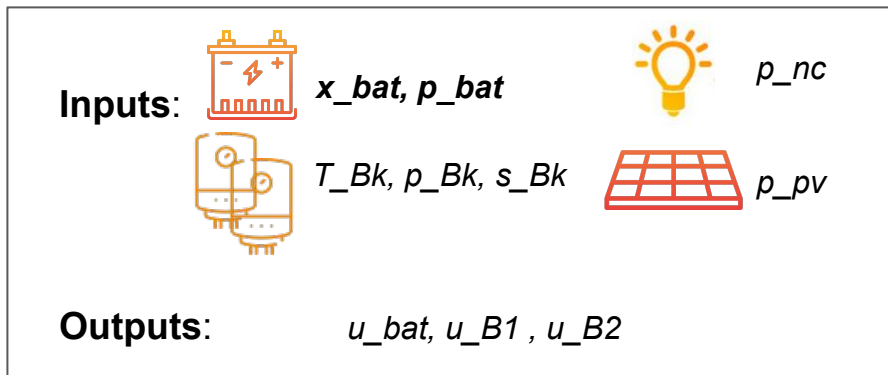 Inputs:
x_bat, p_bat
p_nc
T_Bk, p_Bk, s_Bk
p_pv
Outputs:
u_bat, u_B1 , u_B2